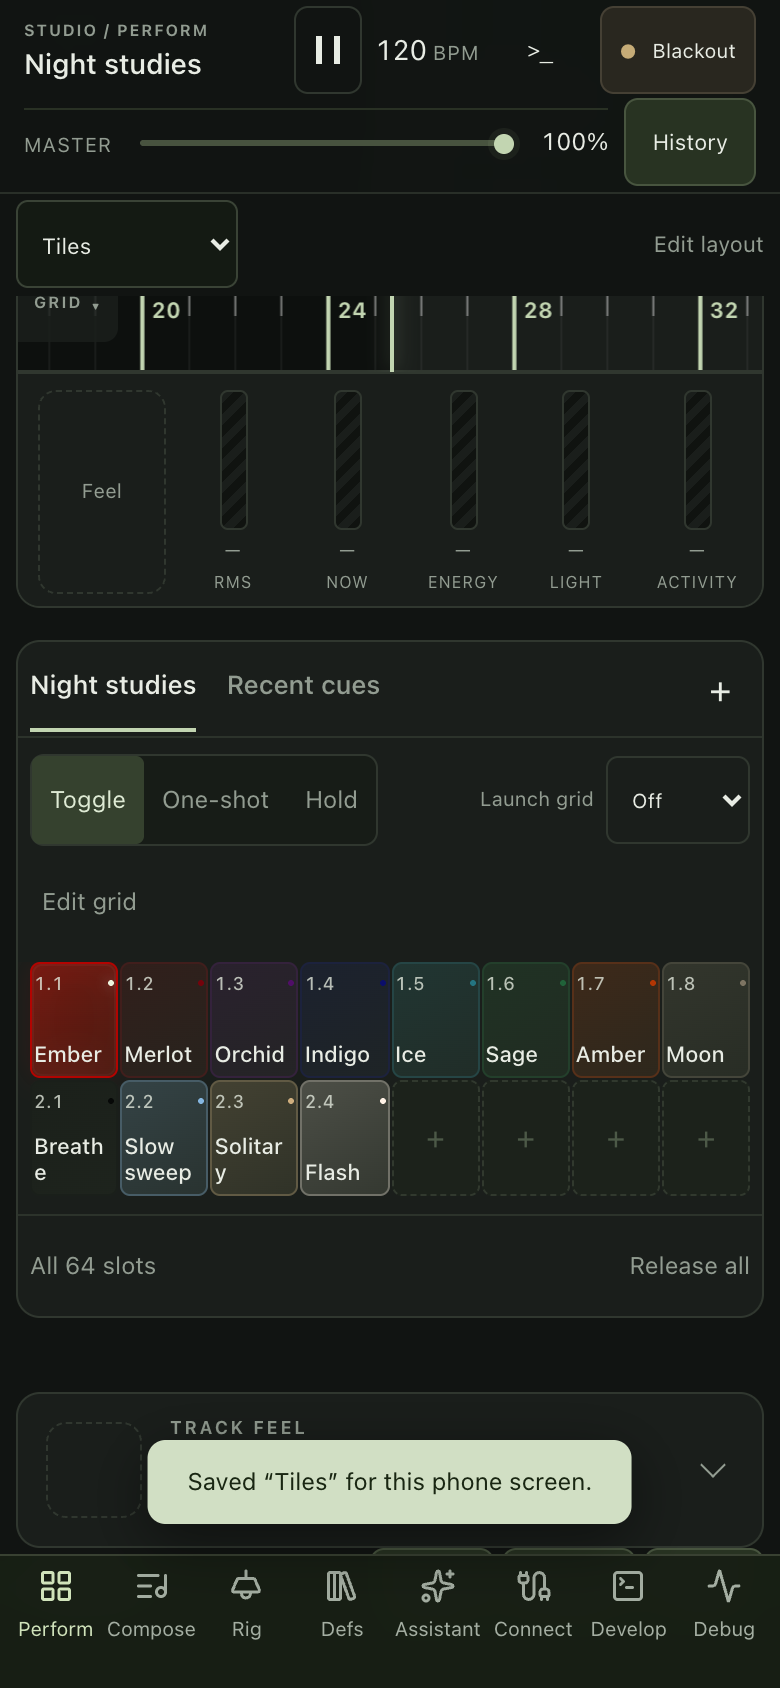 STUDIO / PERFORM
Night studies
120 BPM
>_
Blackout
MASTER
100%
History
Tiles
Edit layout
GRID ▾
20
24
28
32
Feel
— — — — —
RMS NOW ENERGY LIGHT ACTIVITY
Night studies Recent cues +
Toggle One-shot Hold
Launch grid Off
Edit grid
1.1 1.2 1.3 1.4 1.5 1.6 1.7 1.8
Ember Merlot Orchid Indigo Ice Sage Amber Moon
2.1 2.2 2.3 2.4
Breath
e
Slow
sweep
Solitar
y
Flash
+ + + +
All 64 slots
Release all
TRACK FEEL
Saved “Tiles” for this phone screen.
Perform Compose Rig Defs Assistant Connect Develop Debug